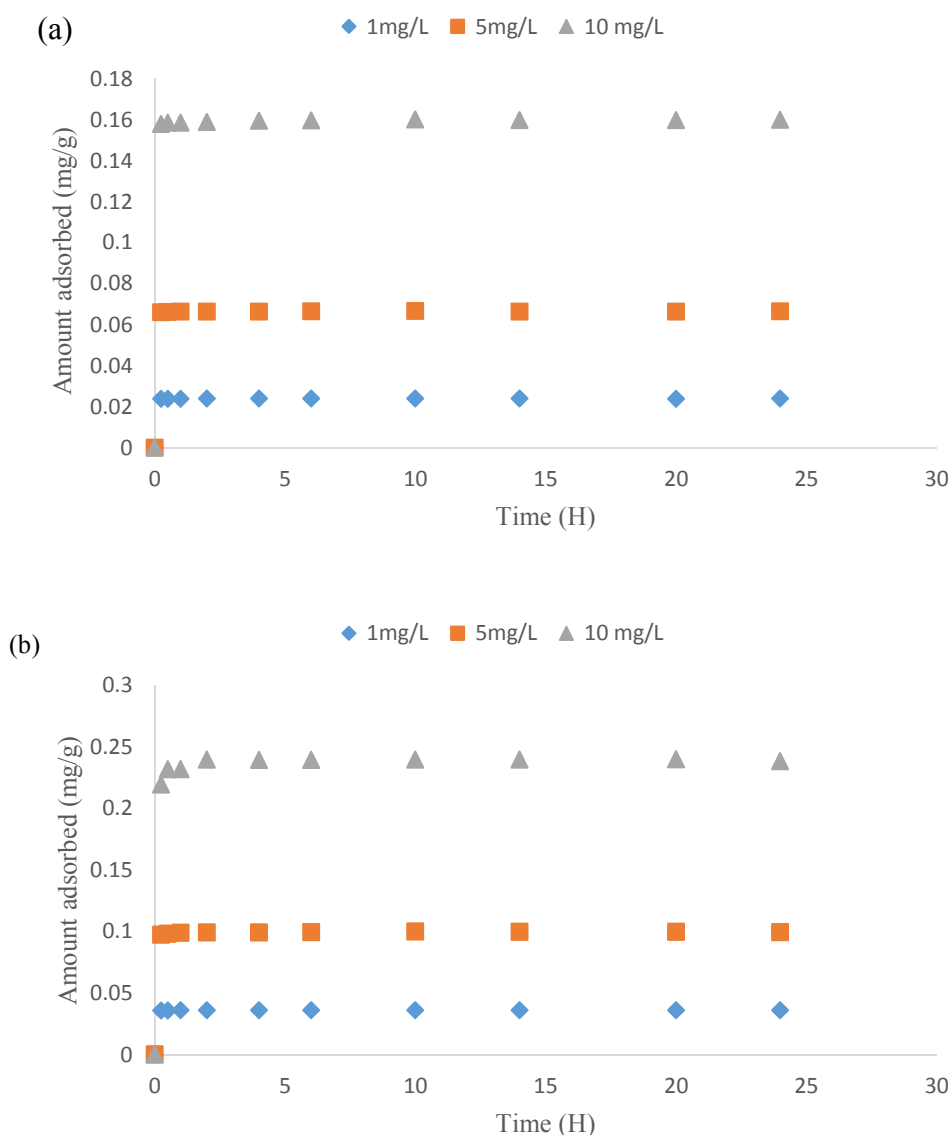 (a)
1mg/L 5mg/L 10 mg/L
0.18
0.16
0.14
0.12
0.1
0.08
0.06
0.04
0.02
0
Amount adsorbed (mg/g)
0 5 10 15 20 25 30
Time (H)
(b)
1mg/L 5mg/L 10 mg/L
0.3
0.25
0.2
0.15
0.1
0.05
0
Amount adsorbed (mg/g)
0 5 10 15 20 25 30
Time (H)